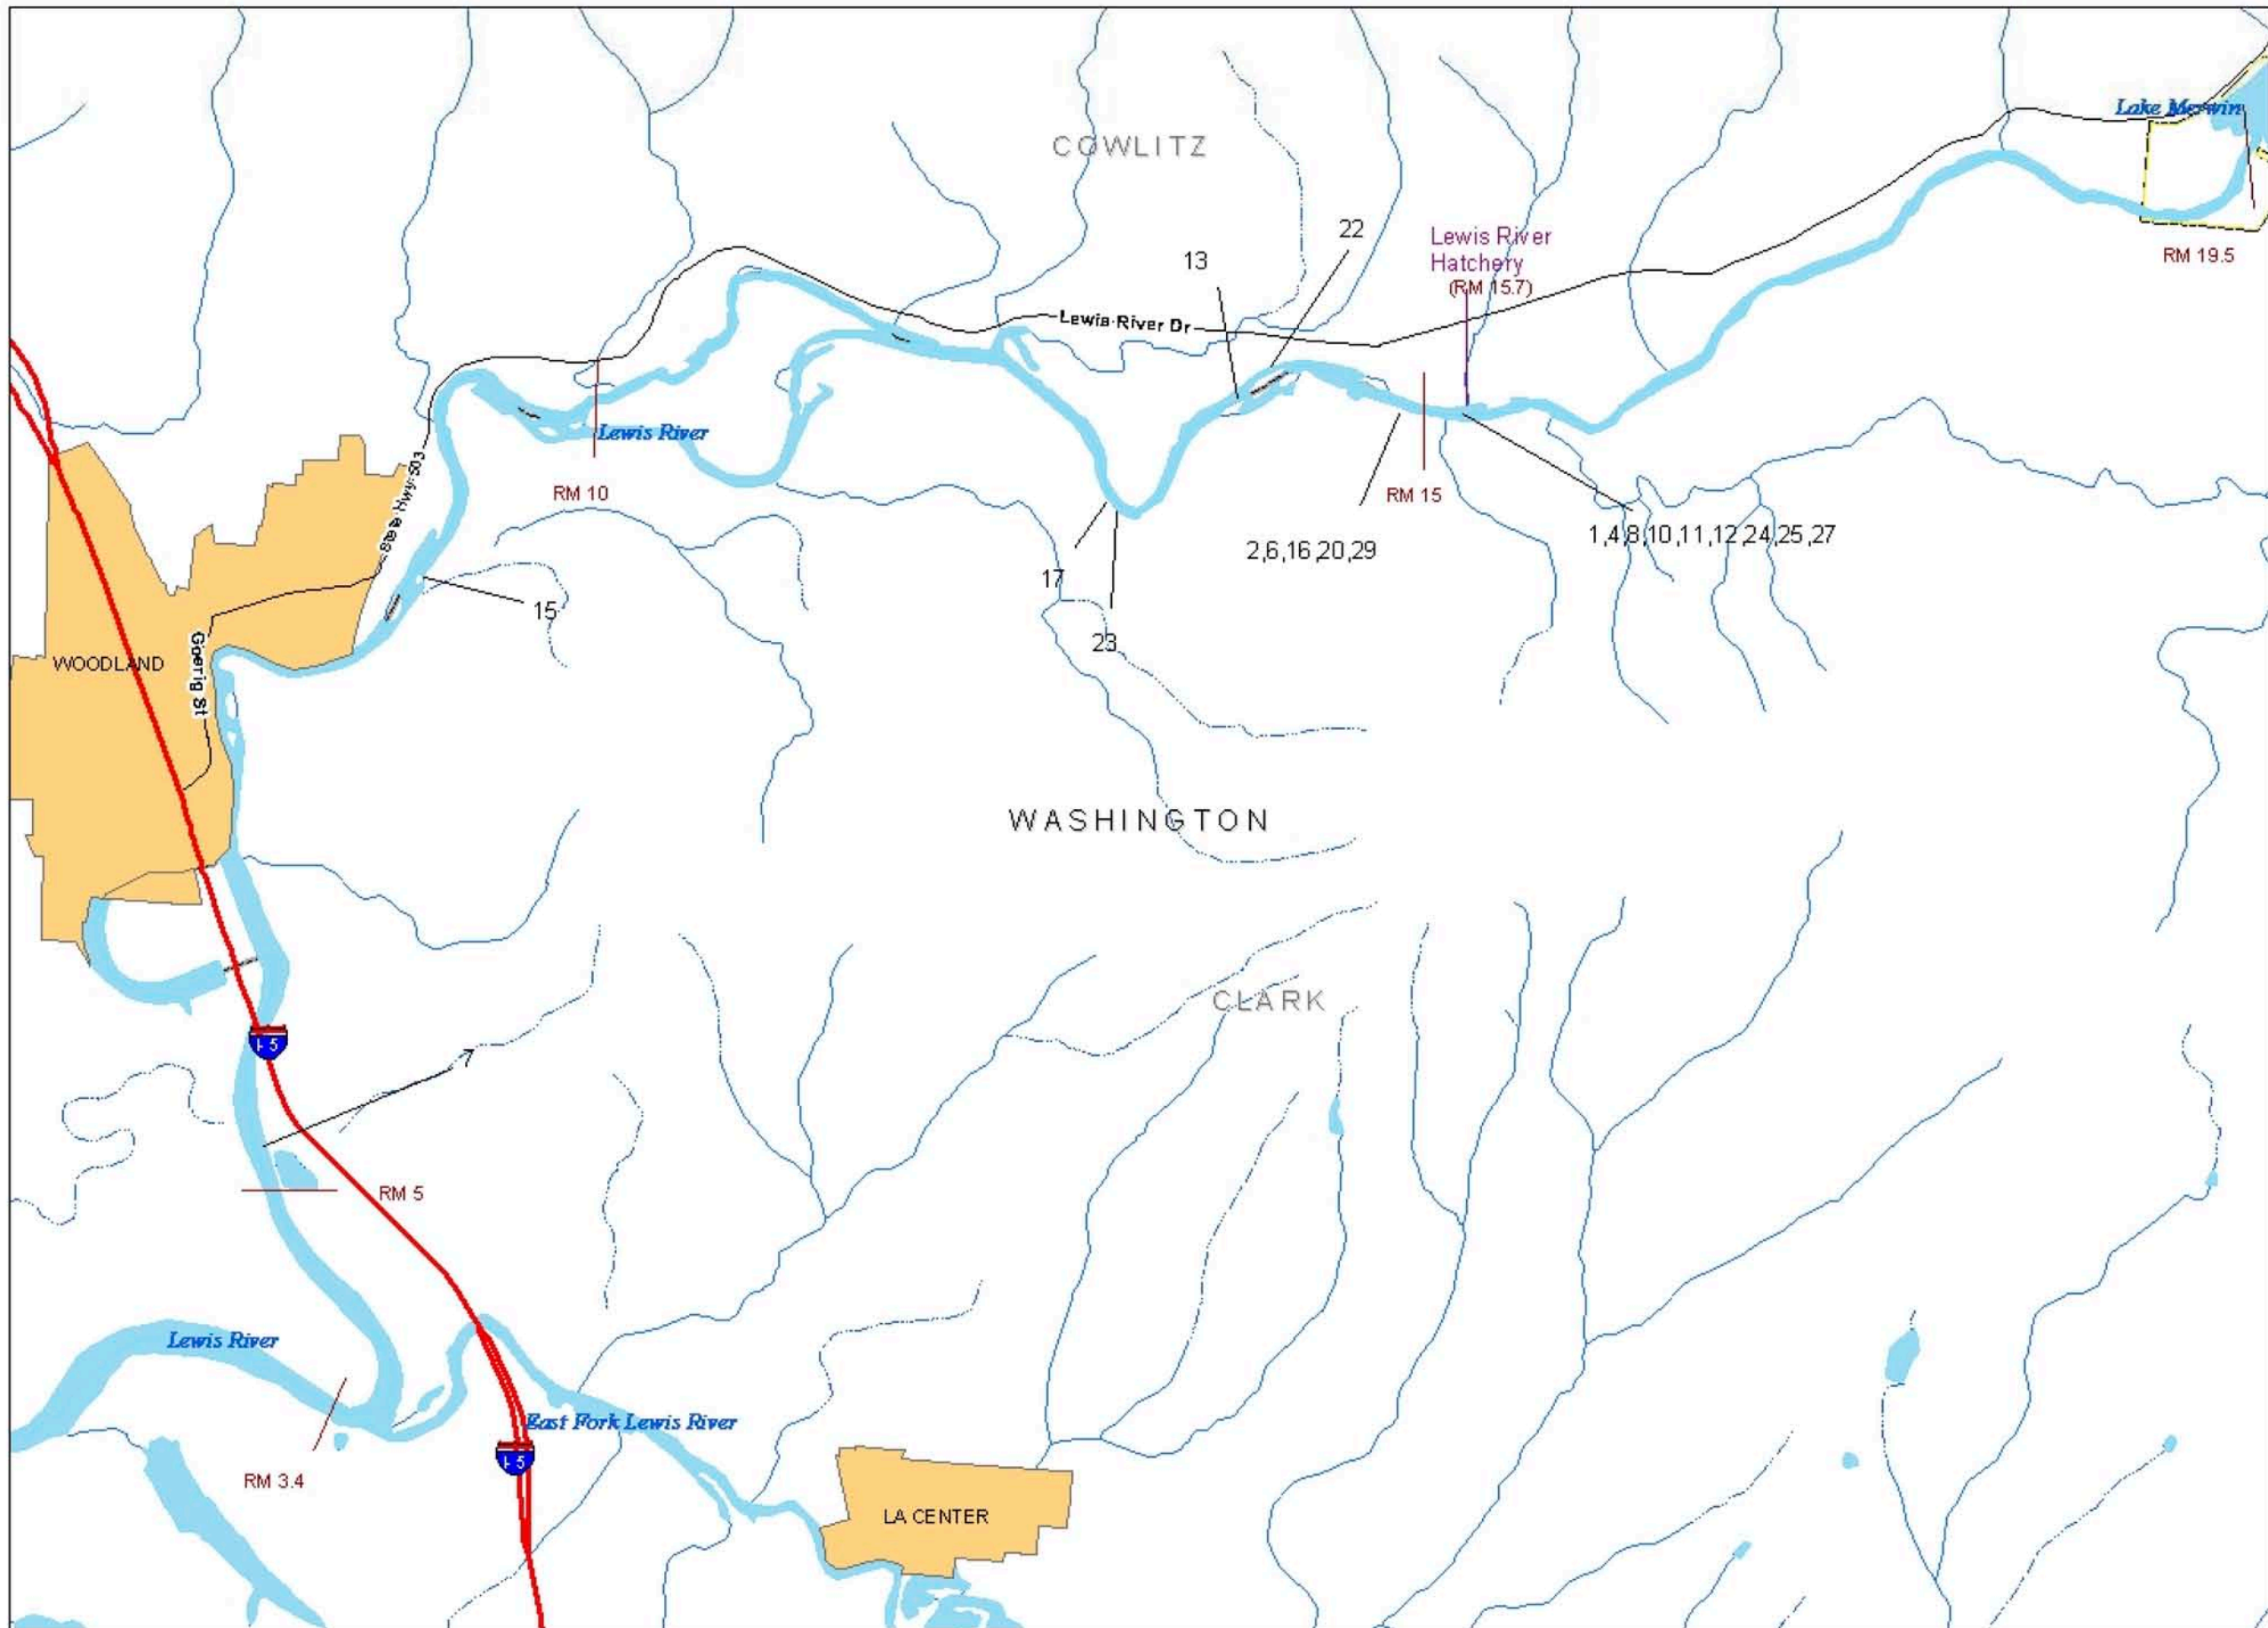 Lake Merwin
COWLITZ
22
Lewis River
Hatchery
(RM 15.7)
13
RM 19.5
Lewis River Dr
Lewis River
State Hwy 503
RM 10
RM 15
1,4,8,10,11,12,24,25,27
2,6,16,20,29
17
15
23
WOODLAND
Goerig St
WASHINGTON
CLARK
I-5
7
RM 5
Lewis River
East Fork Lewis River
I-5
RM 3.4
LA CENTER